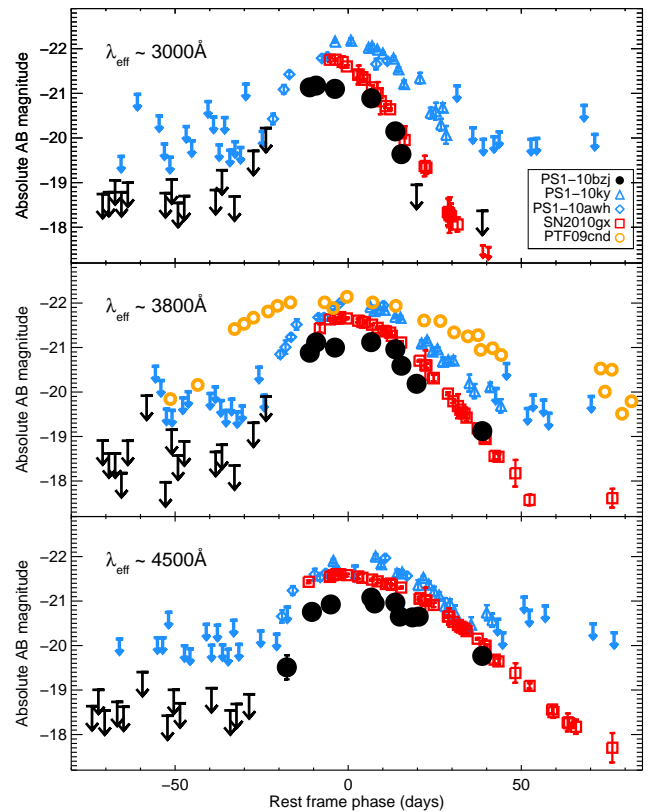 λeff ~ 3000Å
Absolute AB magnitude
-22
-21
-20
-19
-18
PS1-10bzj
PS1-10ky
PS1-10awh
SN2010gx
PTF09cnd
λeff ~ 3800Å
Absolute AB magnitude
-22
-21
-20
-19
-18
λeff ~ 4500Å
Absolute AB magnitude
-22
-21
-20
-19
-18
-50 0 50
Rest frame phase (days)